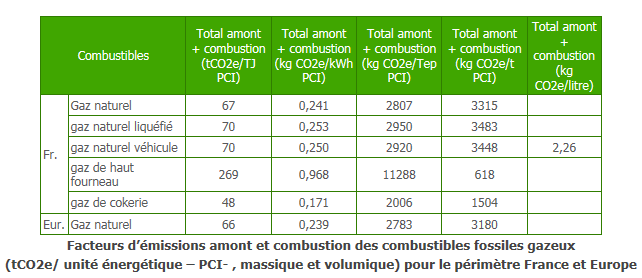 Combustibles
Total amont
+ combustion
(tCO2e/TJ
PCI)
Total amont
+ combustion
(kg CO2e/kWh
PCI)
Total amont
+ combustion
(kg CO2e/Tep
PCI)
Total amont
+ combustion
(kg CO2e/t
PCI)
Total amont
+
combustion
(kg
CO2e/litre)
Fr.
Gaz naturel 67 0,241 2807 3315
gaz naturel liquéfié 70 0,253 2950 3483
gaz naturel véhicule 70 0,250 2920 3448 2,26
gaz de haut
fourneau 269 0,968 11288 618
gaz de cokerie 48 0,171 2006 1504
Eur. Gaz naturel 66 0,239 2783 3180
Facteurs d'émissions amont et combustion des combustibles fossiles gazeux
(tCO2e/ unité énergétique – PCI- , massique et volumique) pour le périmètre France et Europe